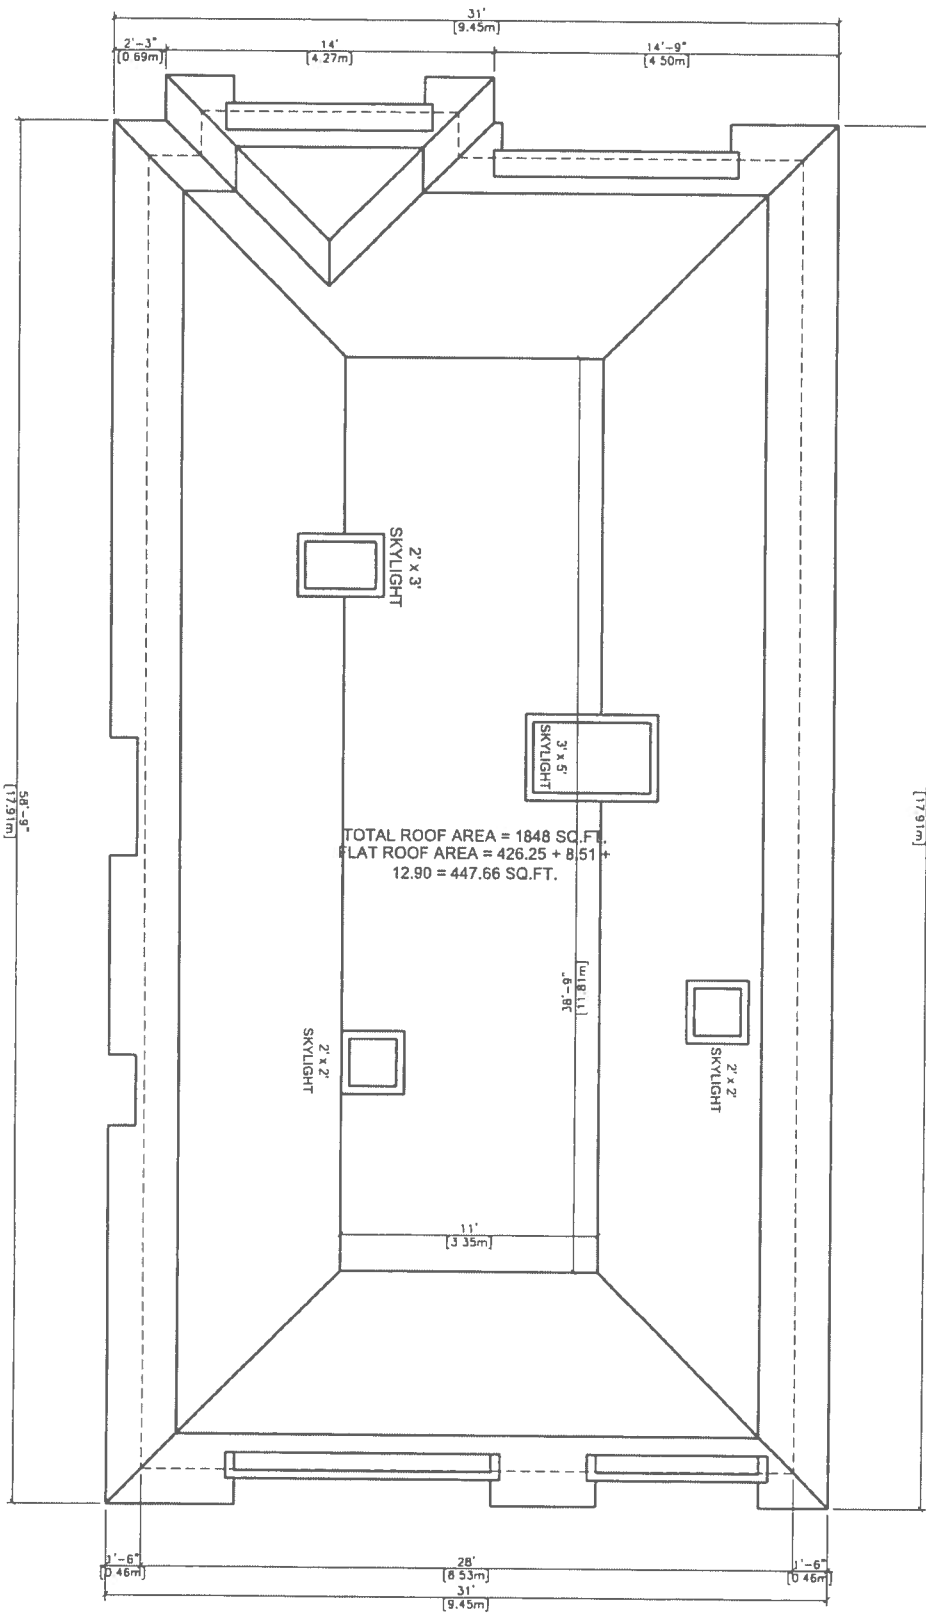 31'
[9.45m]
2'-3"
[0.69m]
14'
[4.27m]
14'-9"
[4.50m]
2' x 3'
SKYLIGHT
3' x 5'
SKYLIGHT
58'-9"
[17.91m]
[17.91m]
TOTAL ROOF AREA = 1848 SQ.FT.
FLAT ROOF AREA = 426.25 + 8.51 +
12.90 = 447.66 SQ.FT.
38'-9"
[11.81m]
2' x 2'
SKYLIGHT
2' x 2'
SKYLIGHT
11'
[3.35m]
1'-6"
[0.46m]
28'
[8.53m]
1'-6"
[0.46m]
31'
[9.45m]